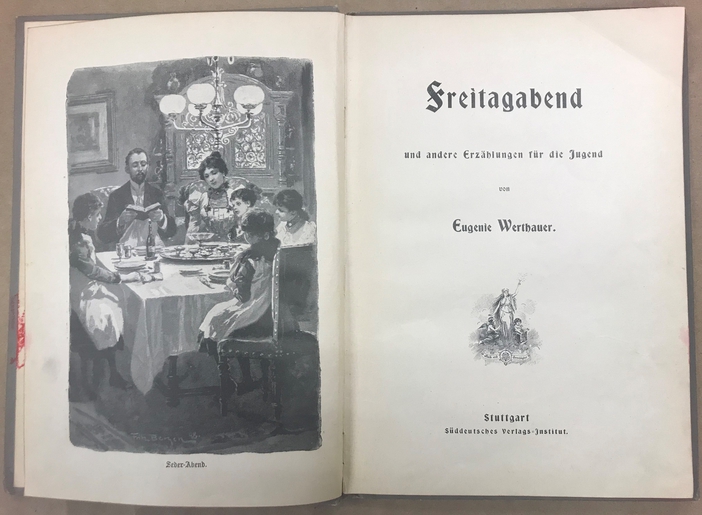 Seder-Abend.
Freitagabend
und andere Erzählungen für die Jugend
von
Eugenie Werthauer.
Stuttgart
Süddeutsches Verlags-Institut.